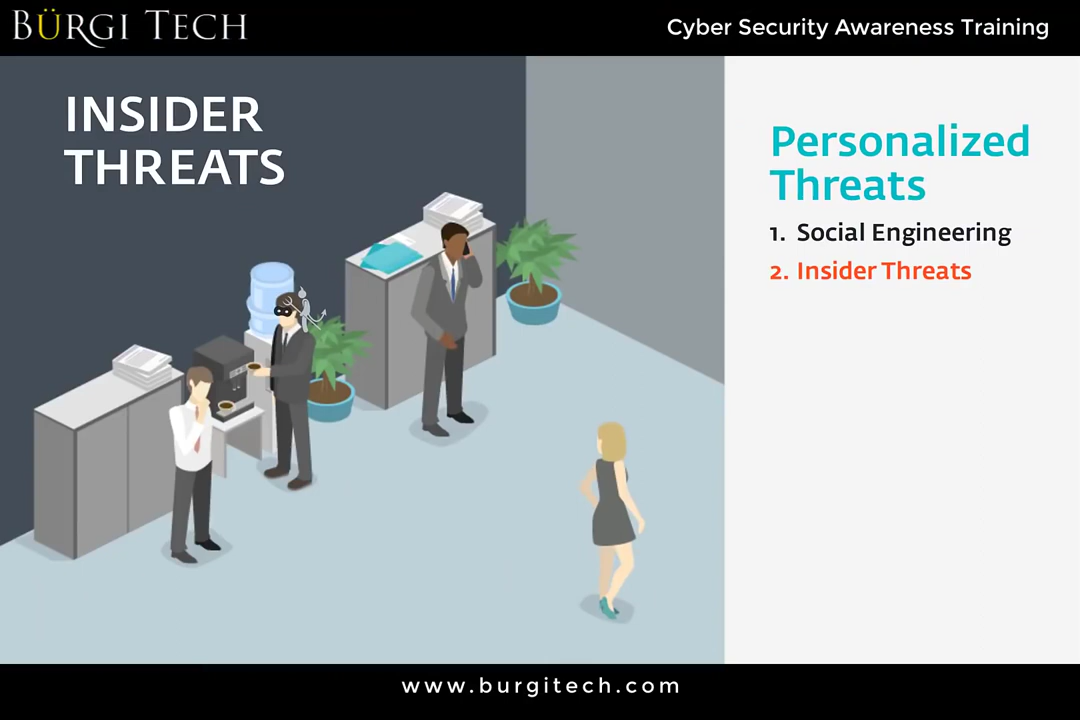 BÜRGI TECH
Cyber Security Awareness Training
INSIDER
THREATS
Personalized
Threats
1. Social Engineering
2. Insider Threats
www.burgitech.com